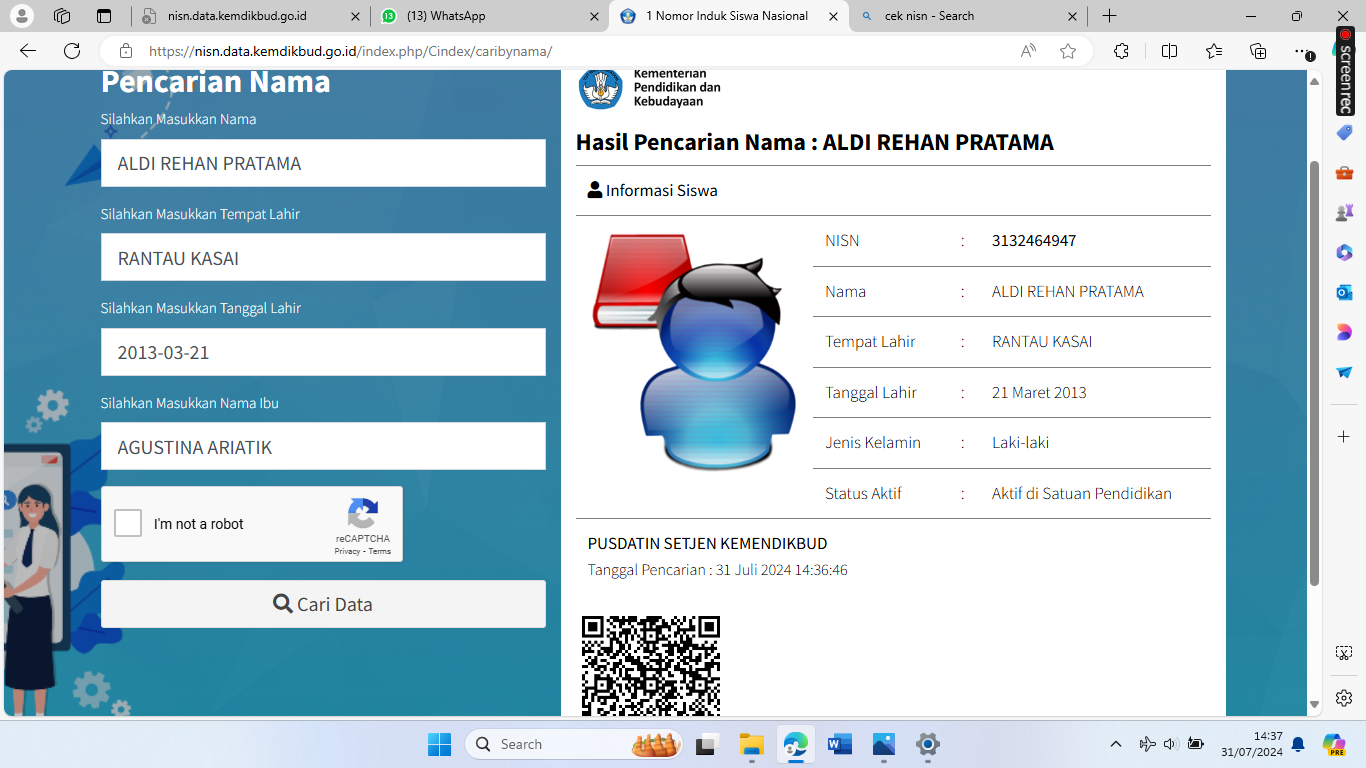 nisn.data.kemdikbud.go.id
(13) WhatsApp
1 Nomor Induk Siswa Nasional
cek nisn - Search
https://nisn.data.kemdikbud.go.id/index.php/Cindex/caribynama/
screenrec
Pencarian Nama
Silahkan Masukkan Nama
ALDI REHAN PRATAMA
Silahkan Masukkan Tempat Lahir
RANTAU KASAI
Silahkan Masukkan Tanggal Lahir
2013-03-21
Silahkan Masukkan Nama Ibu
AGUSTINA ARIATIK
I'm not a robot
reCAPTCHA
Privacy - Terms
Cari Data
Kementerian
Pendidikan dan
Kebudayaan
Hasil Pencarian Nama : ALDI REHAN PRATAMA
Informasi Siswa
NISN : 3132464947
Nama : ALDI REHAN PRATAMA
Tempat Lahir : RANTAU KASAI
Tanggal Lahir : 21 Maret 2013
Jenis Kelamin : Laki-laki
Status Aktif : Aktif di Satuan Pendidikan
PUSDATIN SETJEN KEMENDIKBUD
Tanggal Pencarian : 31 Juli 2024 14:36:46
Search
14:37
31/07/2024
PRE